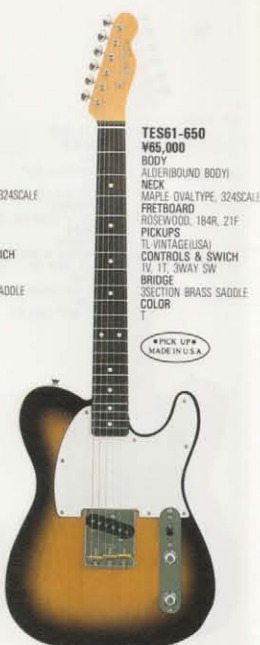 324SCALE
ICH
ADDLE
TES61-650
¥65,000
BODY
ALDER(BOUND BODY)
NECK
MAPLE OVALTYPE, 324SCALE
FRETBOARD
ROSEWOOD, 184R, 21F
PICKUPS
TL-VINTAGE(USA)
CONTROLS & SWICH
1V, 1T, 3WAY SW
BRIDGE
3SECTION BRASS SADDLE
COLOR
T
●PICK UP●
MADE IN U.S.A.